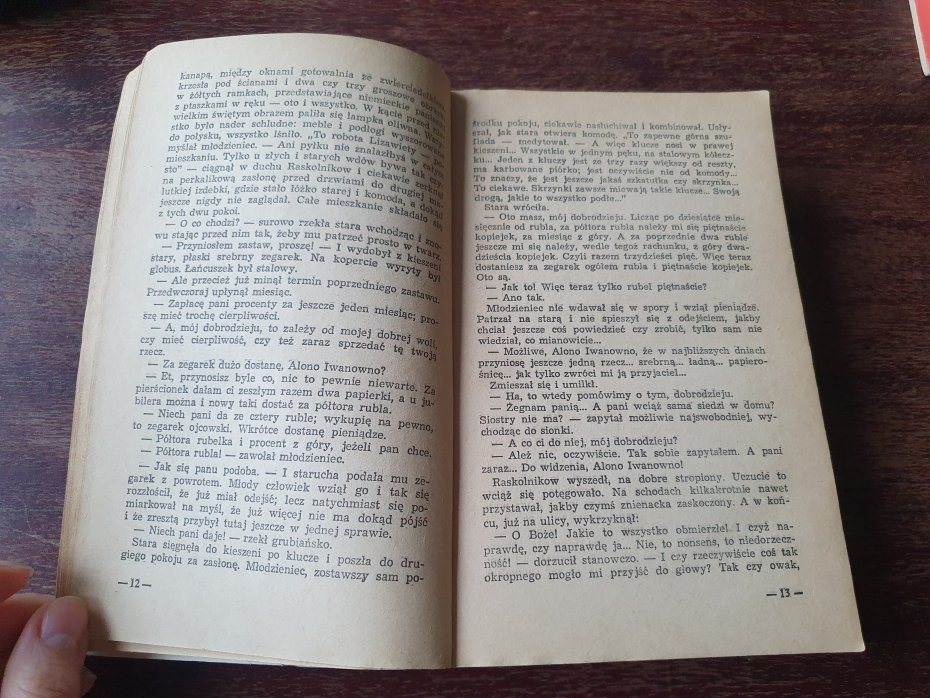 kanapą, między oknami gotowalnia ze zwierciadełkiem
krzesła pod ścianami i dwa czy trzy groszowe obrazki
w żółtych ramkach, przedstawiające niemieckie panienki
z ptaszkami w ręku — oto i wszystko. W kącie przed nie-
wielkim świętym obrazem paliła się lampka oliwna. Wszy-
stko było nader schludne: meble i podłogi wyszorowane
do połysku, wszystko lśniło. „To robota Lizawiety — po-
myślał młodzieniec. — Ani pyłku nie znalazłbyś w całym
mieszkaniu. Tylko u złych i starych wdów bywa tak czy-
sto" — ciągnął w duchu Raskolnikow i ciekawie zerknął
na perkalikową zasłonę przed drzwiami do drugiej ma-
lutkiej izdebki, gdzie stało łóżko starej i komoda, a dokąd
jeszcze nigdy nie zaglądał. Całe mieszkanie składało się
z tych dwu pokoi.
— O co chodzi? — surowo rzekła stara wchodząc i zno-
wu stając przed nim tak, żeby mu patrzeć prosto w twarz.
— Przyniosłem zastaw, proszę! — I wydobył z kieszeni
stary, płaski srebrny zegarek. Na kopercie wyryty był
globus. Łańcuszek był stalowy.
— Ale przecież już minął termin poprzedniego zastawu.
Przedwczoraj upłynął miesiąc.
— Zapłacę pani procenty za jeszcze jeden miesiąc; pro-
szę mieć trochę cierpliwości.
— A, mój dobrodzieju, to zależy od mojej dobrej woli,
czy mieć cierpliwość, czy też zaraz sprzedać tę twoją
rzecz.
— Za zegarek dużo dostanę, Alono Iwanowno?
— Et, przynosisz byle co, nic to pewnie niewarte. Za
pierścionek dałam ci zeszłym razem dwa papierki, a u ju-
bilera można i nowy taki dostać za półtora rubla.
— Niech pani da ze cztery ruble; wykupię na pewno,
to zegarek ojcowski. Wkrótce dostanę pieniądze.
— Półtora rubelka i procent z góry, jeżeli pan chce.
— Półtora rubla! — zawołał młodzieniec.
— Jak się panu podoba. — I starucha podała mu ze-
garek z powrotem. Młody człowiek wziął go i tak się
rozzłościł, że już miał odejść; lecz natychmiast się po-
miarkował na myśl, że już więcej nie ma dokąd pójść
i że zresztą przybył tutaj jeszcze w jednej sprawie.
— Niech pani daje! — rzekł grubiańsko.
Stara sięgnęła do kieszeni po klucze i poszła do dru-
giego pokoju za zasłonę. Młodzieniec, zostawszy sam po-
— 12 —
środku pokoju, ciekawie nasłuchiwał i kombinował. Usły-
szał, jak stara otwiera komodę. „To zapewne górna szu-
flada — medytował. — A więc klucze nosi w prawej
kieszeni... Wszystkie w jednym pęku, na stalowym kółecz-
ku... Jeden z kluczy jest ze trzy razy większy od reszty,
ma karbowane piórko; jest oczywiście nie od komody...
To znaczy, że jest jeszcze jakaś szkatułka czy skrzynka...
To ciekawe. Skrzynki zawsze miewają takie klucze... Swoją
drogą, jakie to wszystko podłe..."
Stara wróciła.
— Oto masz, mój dobrodzieju. Licząc po dziesiątce mie-
sięcznie od rubla, za półtora rubla należy mi się piętnaście
kopiejek, za miesiąc z góry. A za poprzednie dwa ruble
jeszcze mi się należy, wedle tegoż rachunku, z góry dwa-
dzieścia kopiejek. Czyli razem trzydzieści pięć. Więc teraz
dostaniesz za zegarek ogółem rubla i piętnaście kopiejek.
Oto są.
— Jak to! Więc teraz tylko rubel piętnaście?
— Ano tak.
Młodzieniec nie wdawał się w spory i wziął pieniądze.
Patrzał na starą i nie spieszył się z odejściem, jakby
chciał jeszcze coś powiedzieć czy zrobić, tylko sam nie
wiedział, co mianowicie...
— Możliwe, Alono Iwanowno, że w najbliższych dniach
przyniosę jeszcze jedną rzecz... srebrną... ładną... papiero-
śnicę... jak tylko zwróci mi ją przyjaciel...
Zmieszał się i umilkł.
— Ha, to wtedy pomówimy o tym, dobrodzieju.
— Żegnam panią... A pani wciąż sama siedzi w domu?
Siostry nie ma? — zapytał możliwie najswobodniej, wy-
chodząc do sionki.
— A co ci do niej, mój dobrodzieju?
— Ależ nic, oczywiście. Tak sobie zapytałem. A pani
zaraz... Do widzenia, Alono Iwanowno!
Raskolnikow wyszedł, na dobre stropiony. Uczucie to
wciąż się potęgowało. Na schodach kilkakrotnie nawet
przystawał, jakby czymś znienacka zaskoczony. A w koń-
cu, już na ulicy, wykrzyknął:
— O Boże! Jakie to wszystko obmierzłe! I czyż na-
prawdę, czy naprawdę ja... Nie, to nonsens, to niedorzecz-
ność! — dorzucił stanowczo. — I czy rzeczywiście coś tak
okropnego mogło mi przyjść do głowy? Tak czy owak,
— 13 —